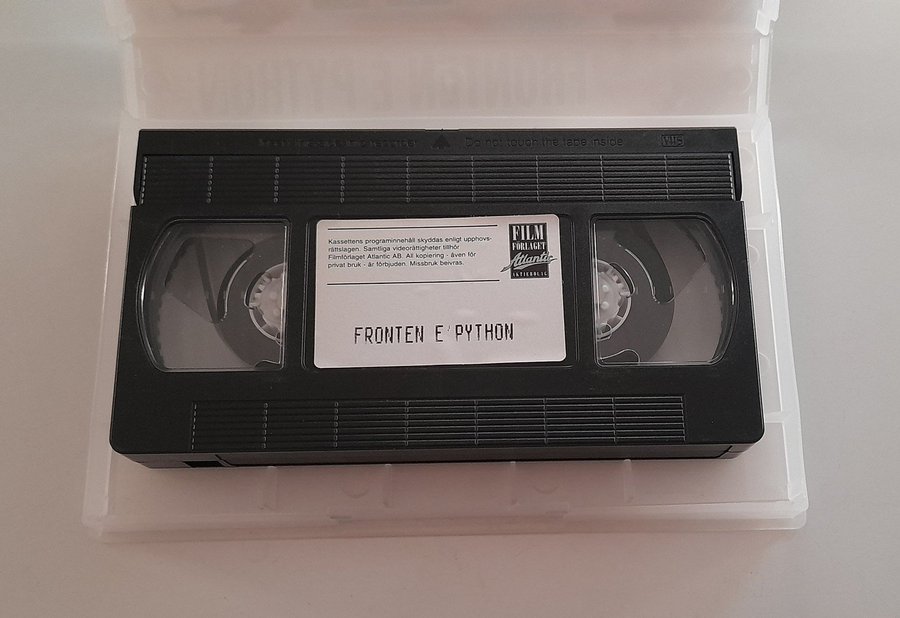 Do not touch the tape inside
VHS
Kassettens programinnehåll skyddas enligt upphovs-
rättslagen. Samtliga videorättigheter tillhör
Filmförlaget Atlantic AB. All kopiering - även för
privat bruk - är förbjuden. Missbruk beivras.
FILM
FÖRLAGET
Atlantic
AKTIEBOLAG
FRONTEN E'PYTHON